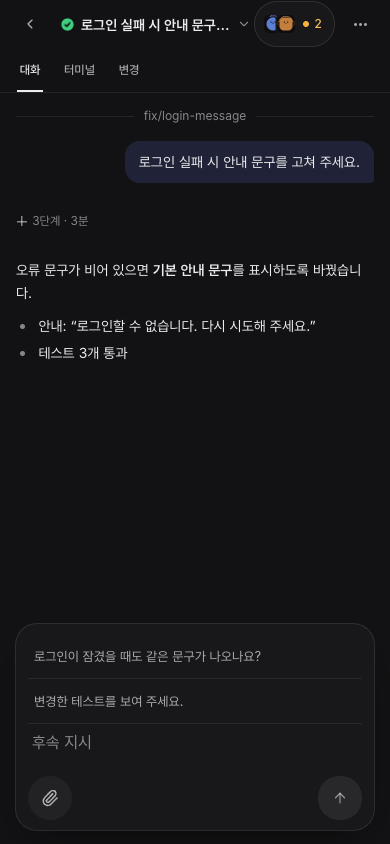 로그인 실패 시 안내 문구...
2
대화 터미널 변경
fix/login-message
로그인 실패 시 안내 문구를 고쳐 주세요.
3단계 · 3분
오류 문구가 비어 있으면 기본 안내 문구를 표시하도록 바꿨습니
다.
• 안내: “로그인할 수 없습니다. 다시 시도해 주세요.”
• 테스트 3개 통과
로그인이 잠겼을 때도 같은 문구가 나오나요?
변경한 테스트를 보여 주세요.
후속 지시